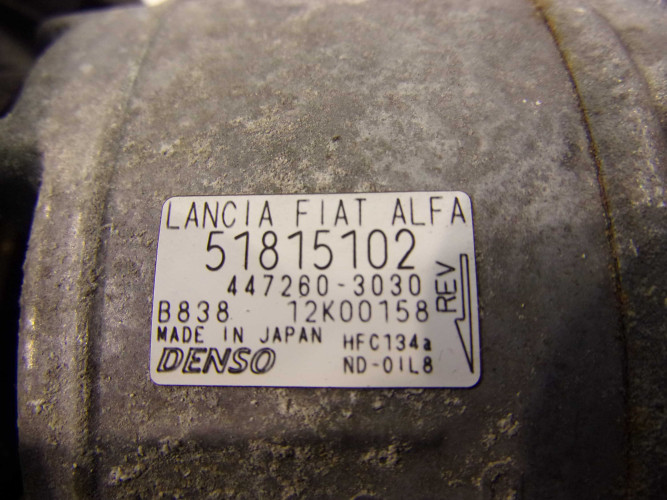 LANCIA FIAT ALFA
51815102
447260-3030
B838 12K00158
MADE IN JAPAN HFC134a
DENSO ND-OIL8
REV